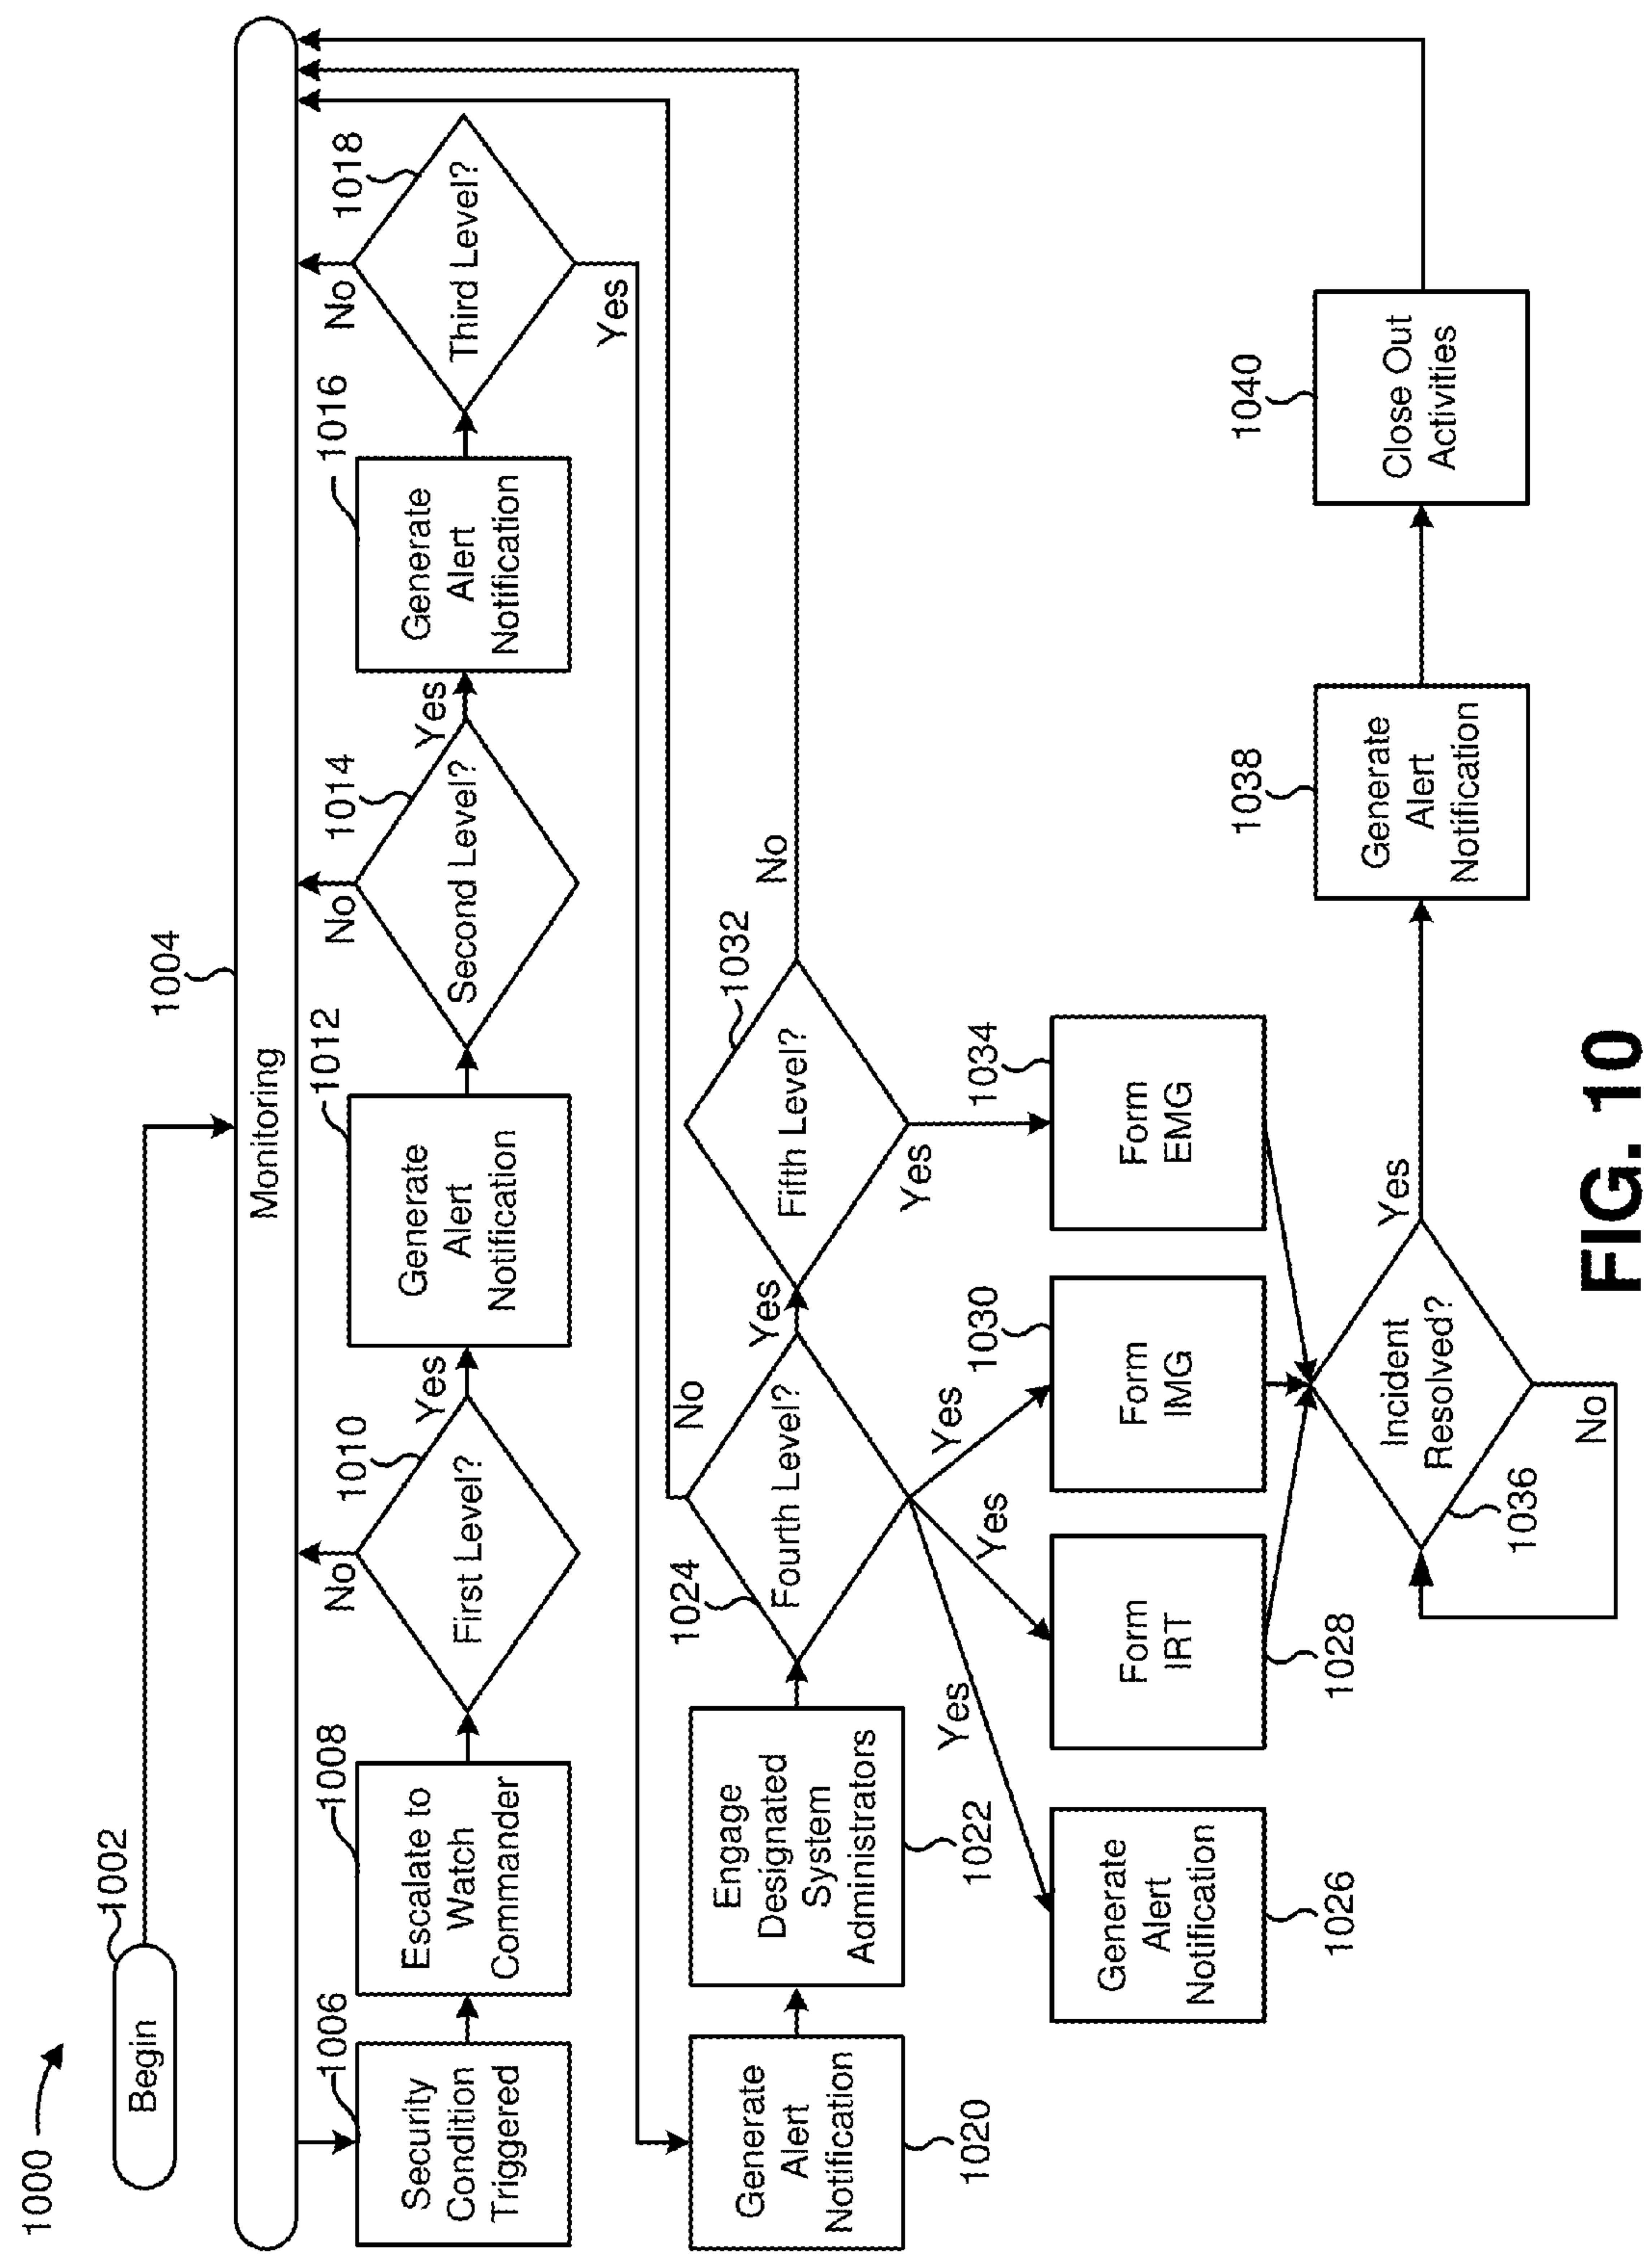 1000
1002
Begin
1004
Monitoring
1006
Security
Condition
Triggered
1008
Escalate to
Watch
Commander
1010
First Level?
No
Yes
1012
Generate
Alert
Notification
1014
Second Level?
No
Yes
1016
Generate
Alert
Notification
1018
Third Level?
No
Yes
1020
Generate
Alert
Notification
1022
Engage
Designated
System
Administrators
1024
Fourth Level?
No
Yes
Yes
Yes
Yes
1032
Fifth Level?
No
Yes
1026
Generate
Alert
Notification
1028
Form
IRT
1030
Form
IMG
1034
Form
EMG
1036
Incident
Resolved?
No
Yes
1038
Generate
Alert
Notification
1040
Close Out
Activities
FIG. 10